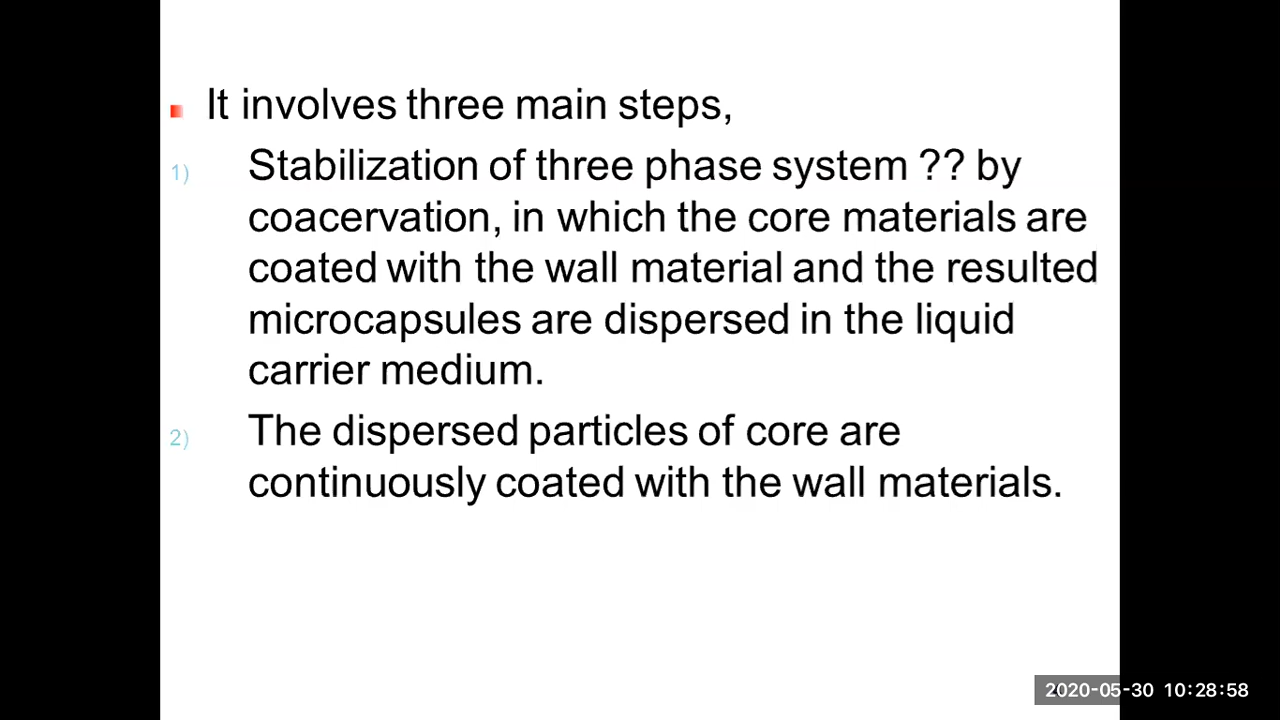 It involves three main steps,
1) Stabilization of three phase system ?? by
coacervation, in which the core materials are
coated with the wall material and the resulted
microcapsules are dispersed in the liquid
carrier medium.
2) The dispersed particles of core are
continuously coated with the wall materials.
2020-05-30 10:28:58